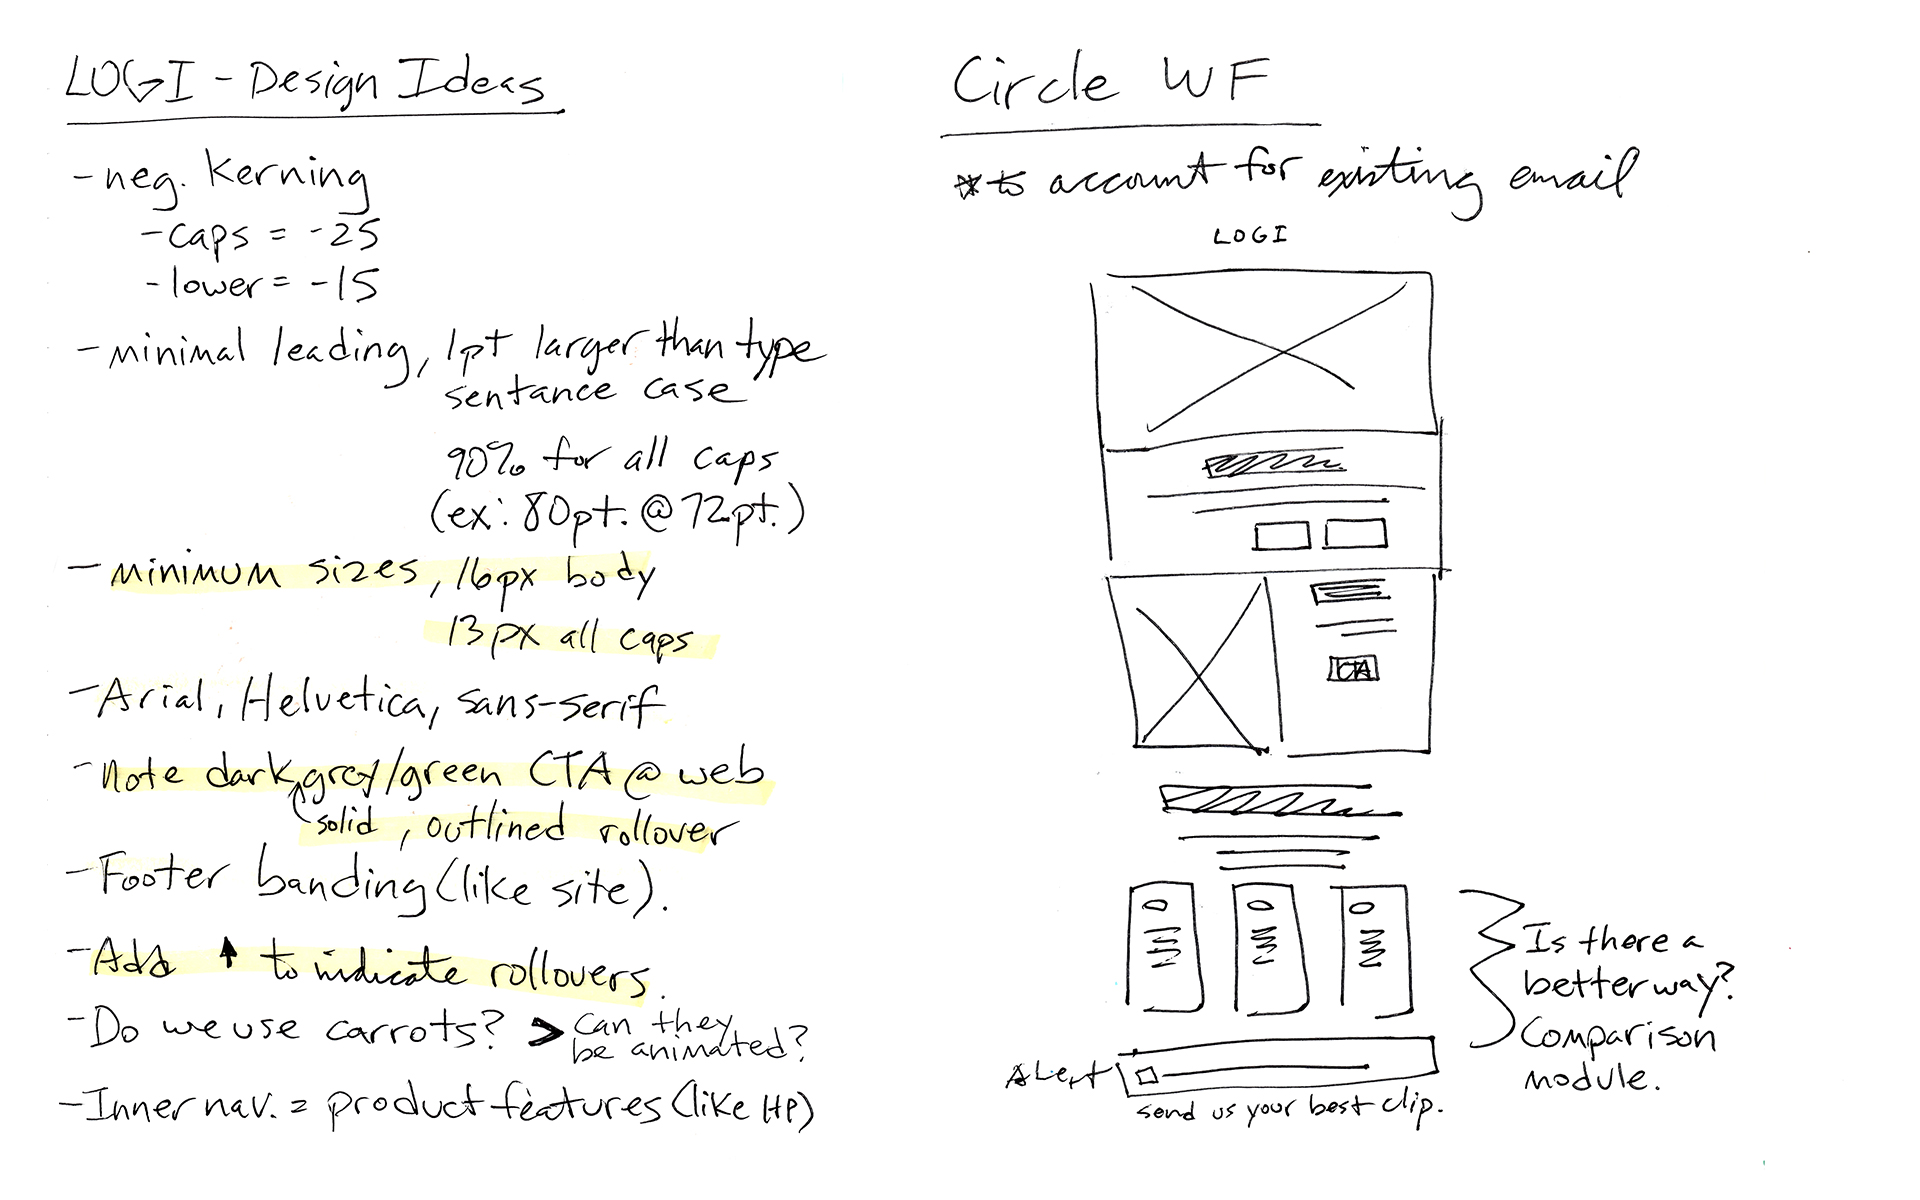 LOGI - Design Ideas
- neg. kerning
- caps = -25
- lower = -15
- minimal leading, 1pt larger than type
sentance case
90% for all caps
(ex: 80pt. @ 72pt.)
- minimum sizes, 16px body
13px all caps
- Arial, Helvetica, sans-serif
- Note dark grey/green CTA @ web
solid, outlined rollover
- Footer banding (like site).
- Add ↑ to indicate rollovers.
- Do we use carrots? > Can they
be animated?
- Inner nav. = product features (like HP)
Circle WF
* to account for existing email
LOGI
CTA
Is there a
better way?
Comparison
module.
Alert
send us your best clip.